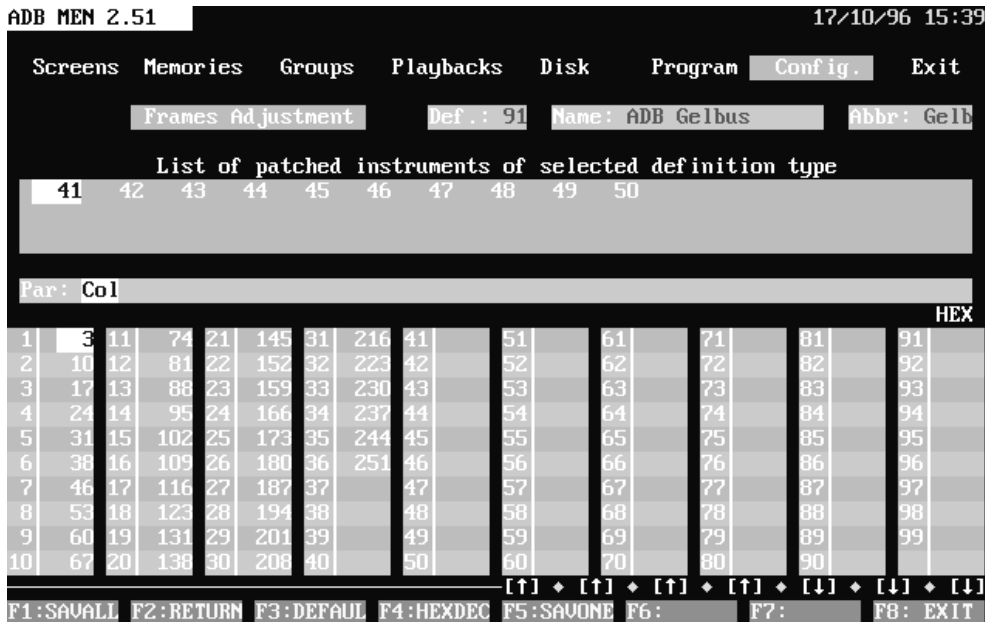 ADB MEN 2.51 17/10/96 15:39
Screens Memories Groups Playbacks Disk Program Config. Exit
Frames Adjustment Def.: 91 Name: ADB Gelbus Abbr: Gelb
List of patched instruments of selected definition type
41 42 43 44 45 46 47 48 49 50
Par: Col
HEX
1 3 11 74 21 145 31 216 41 51 61 71 81 91
2 10 12 81 22 152 32 223 42 52 62 72 82 92
3 17 13 88 23 159 33 230 43 53 63 73 83 93
4 24 14 95 24 166 34 237 44 54 64 74 84 94
5 31 15 102 25 173 35 244 45 55 65 75 85 95
6 38 16 109 26 180 36 251 46 56 66 76 86 96
7 46 17 116 27 187 37 47 57 67 77 87 97
8 53 18 123 28 194 38 48 58 68 78 88 98
9 60 19 131 29 201 39 49 59 69 79 89 99
10 67 20 138 30 208 40 50 60 70 80 90
[↑] ◆ [↑] ◆ [↑] ◆ [↑] ◆ [↓] ◆ [↓] ◆ [↓]
F1:SAVALL F2:RETURN F3:DEFAUL F4:HEXDEC F5:SAVONE F6: F7: F8: EXIT